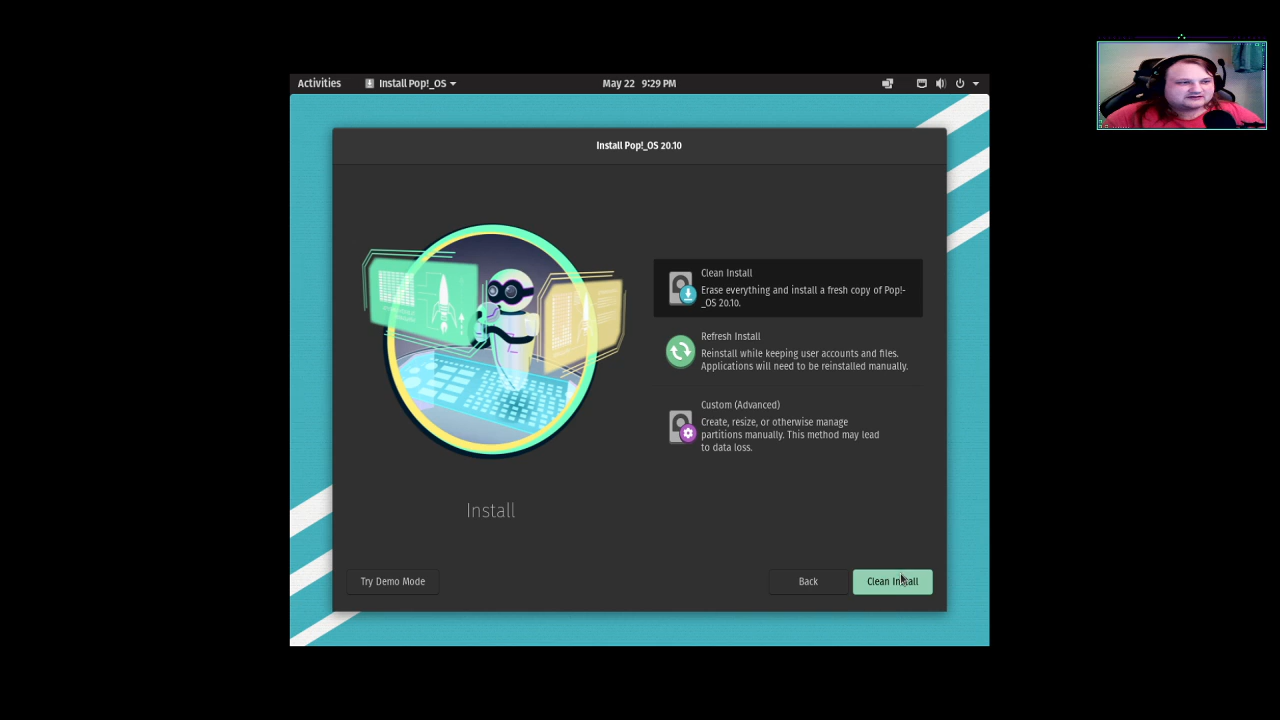 Activities Install Pop!_OS May 22 9:29 PM
Install Pop!_OS 20.10
Clean Install
Erase everything and install a fresh copy of Pop!-
_OS 20.10.
Refresh Install
Reinstall while keeping user accounts and files.
Applications will need to be reinstalled manually.
Custom (Advanced)
Create, resize, or otherwise manage
partitions manually. This method may lead
to data loss.
Install
Try Demo Mode Back Clean Install